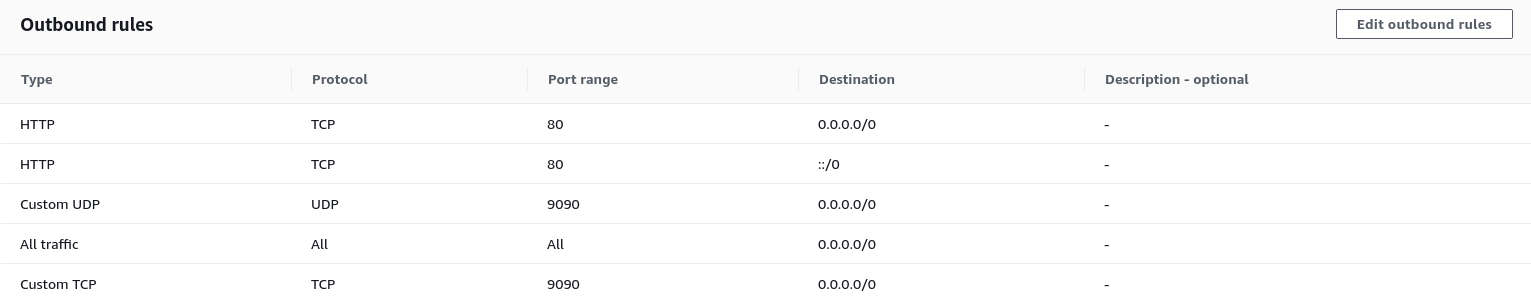 Outbound rules
Edit outbound rules
Type Protocol Port range Destination Description - optional
HTTP TCP 80 0.0.0.0/0 -
HTTP TCP 80 ::/0 -
Custom UDP UDP 9090 0.0.0.0/0 -
All traffic All All 0.0.0.0/0 -
Custom TCP TCP 9090 0.0.0.0/0 -